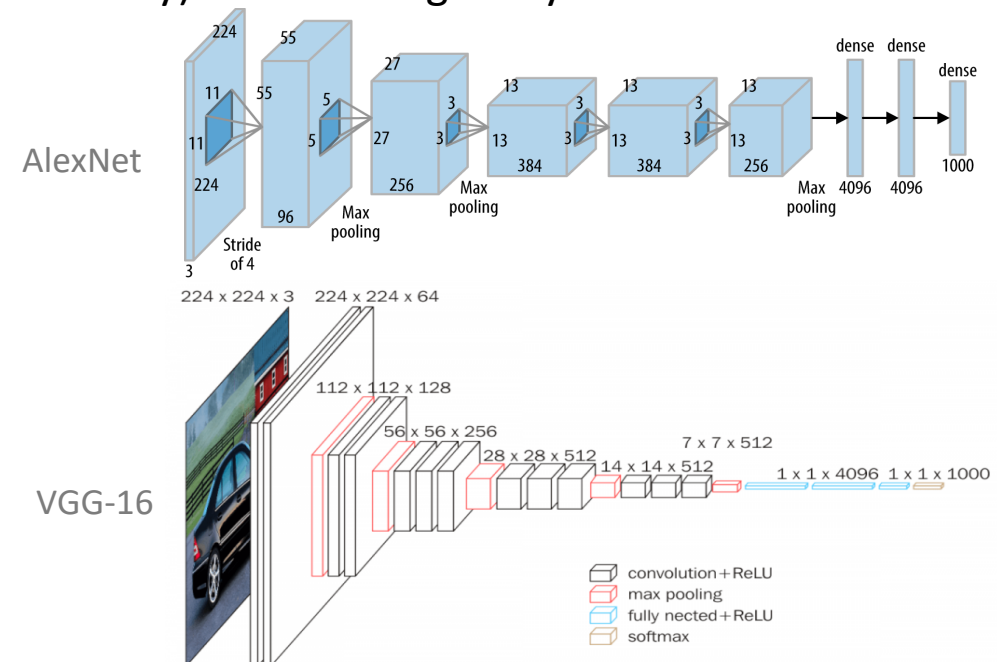 224
55
27
13
13
13
dense
dense
dense
11
55
5
3
3
3
11
5
27
3
13
3
13
3
13
AlexNet
224
384
384
256
1000
256
Max
pooling
Max
pooling
4096
4096
96
Max
pooling
Stride
of 4
3
224 x 224 x 3
224 x 224 x 64
112 x 112 x 128
56 x 56 x 256
28 x 28 x 512
14 x 14 x 512
7 x 7 x 512
1 x 1 x 4096
1 x 1 x 1000
VGG-16
convolution+ReLU
max pooling
fully nected+ReLU
softmax